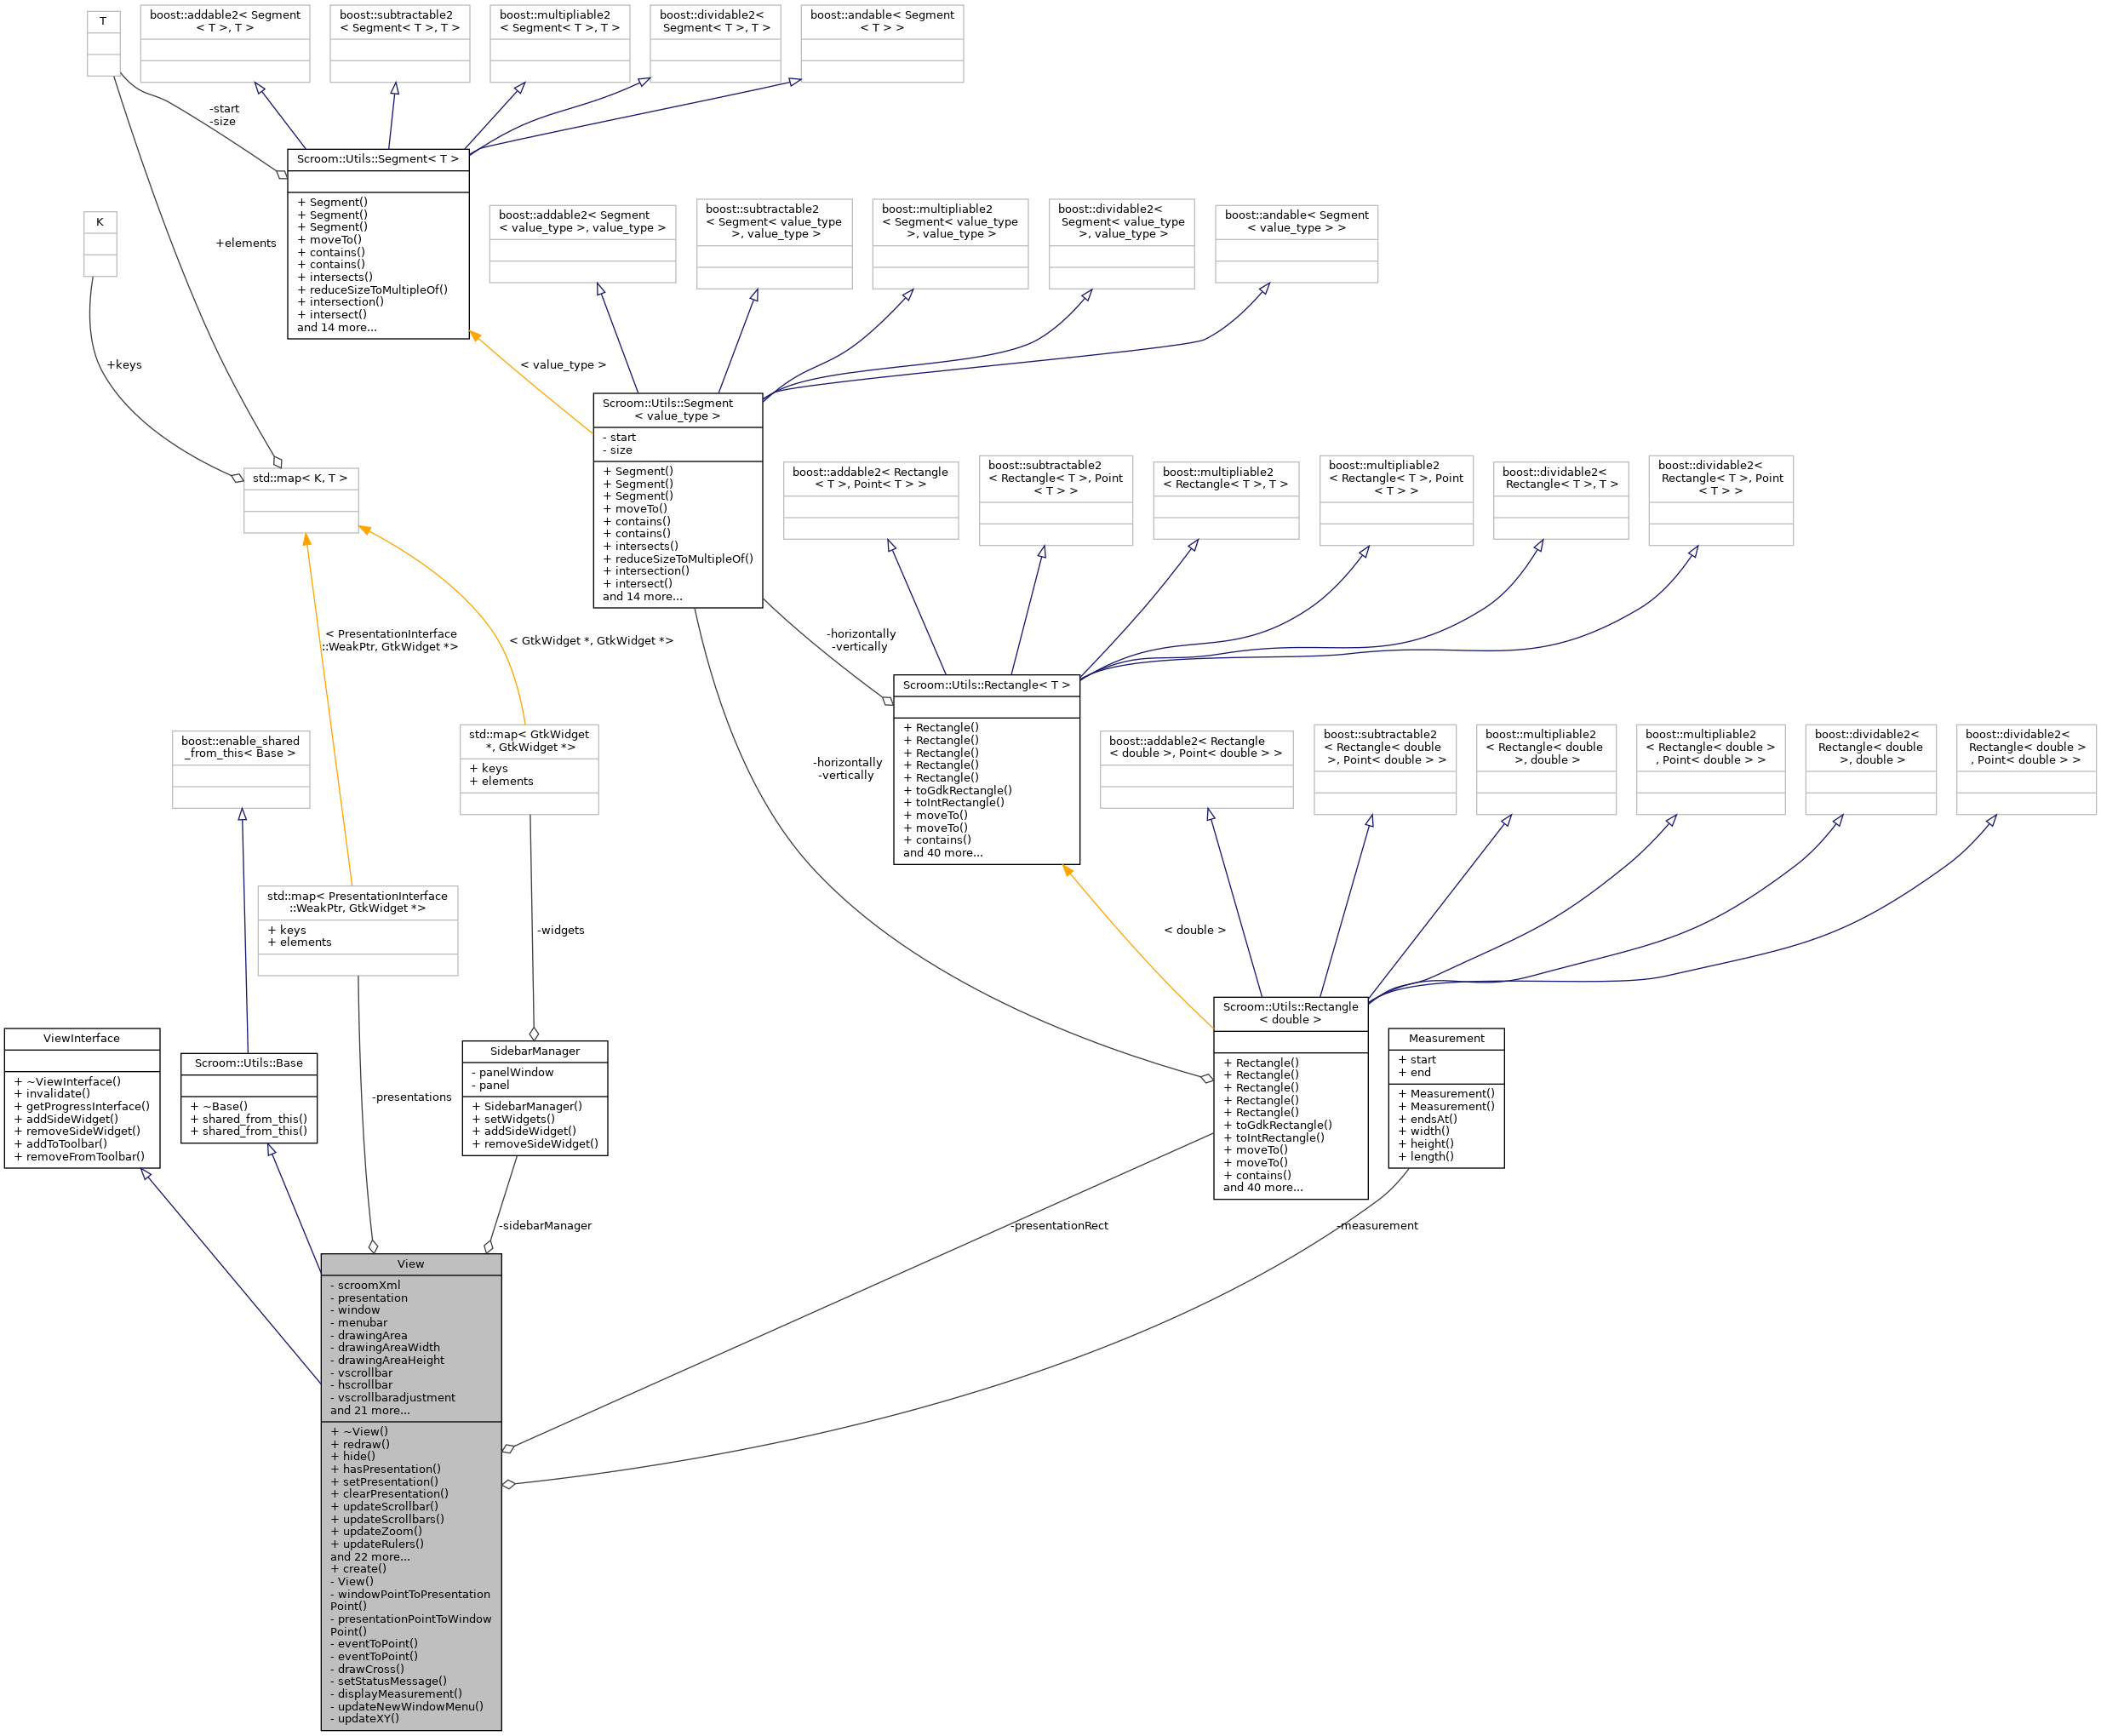 T
boost::addable2< Segment
< T >, T >
boost::subtractable2
< Segment< T >, T >
boost::multipliable2
< Segment< T >, T >
boost::dividable2<
Segment< T >, T >
boost::andable< Segment
< T > >
-start
-size
Scroom::Utils::Segment< T >
+ Segment()
+ Segment()
+ Segment()
+ moveTo()
+ contains()
+ contains()
+ intersects()
+ reduceSizeToMultipleOf()
+ intersection()
+ intersect()
and 14 more...
K
+elements
+keys
boost::addable2< Segment
< value_type >, value_type >
boost::subtractable2
< Segment< value_type
>, value_type >
boost::multipliable2
< Segment< value_type
>, value_type >
boost::dividable2<
Segment< value_type
>, value_type >
boost::andable< Segment
< value_type > >
< value_type >
Scroom::Utils::Segment
< value_type >
- start
- size
+ Segment()
+ Segment()
+ Segment()
+ moveTo()
+ contains()
+ contains()
+ intersects()
+ reduceSizeToMultipleOf()
+ intersection()
+ intersect()
and 14 more...
std::map< K, T >
boost::addable2< Rectangle
< T >, Point< T > >
boost::subtractable2
< Rectangle< T >, Point
< T > >
boost::multipliable2
< Rectangle< T >, T >
boost::multipliable2
< Rectangle< T >, Point
< T > >
boost::dividable2<
Rectangle< T >, T >
boost::dividable2<
Rectangle< T >, Point
< T > >
< PresentationInterface
::WeakPtr, GtkWidget *>
< GtkWidget *, GtkWidget *>
-horizontally
-vertically
Scroom::Utils::Rectangle< T >
+ Rectangle()
+ Rectangle()
+ Rectangle()
+ Rectangle()
+ Rectangle()
+ toGdkRectangle()
+ toIntRectangle()
+ moveTo()
+ moveTo()
+ contains()
and 40 more...
-horizontally
-vertically
boost::enable_shared
_from_this< Base >
std::map< GtkWidget
*, GtkWidget *>
+ keys
+ elements
boost::addable2< Rectangle
< double >, Point< double > >
boost::subtractable2
< Rectangle< double
>, Point< double > >
boost::multipliable2
< Rectangle< double
>, double >
boost::multipliable2
< Rectangle< double >
, Point< double > >
boost::dividable2<
Rectangle< double
>, double >
boost::dividable2<
Rectangle< double >
, Point< double > >
std::map< PresentationInterface
::WeakPtr, GtkWidget *>
+ keys
+ elements
-widgets
< double >
Scroom::Utils::Rectangle
< double >
+ Rectangle()
+ Rectangle()
+ Rectangle()
+ Rectangle()
+ Rectangle()
+ toGdkRectangle()
+ toIntRectangle()
+ moveTo()
+ moveTo()
+ contains()
and 40 more...
Measurement
+ start
+ end
+ Measurement()
+ Measurement()
+ endsAt()
+ width()
+ height()
+ length()
ViewInterface
+ ~ViewInterface()
+ invalidate()
+ getProgressInterface()
+ addSideWidget()
+ removeSideWidget()
+ addToToolbar()
+ removeFromToolbar()
Scroom::Utils::Base
+ ~Base()
+ shared_from_this()
+ shared_from_this()
-presentations
SidebarManager
- panelWindow
- panel
+ SidebarManager()
+ setWidgets()
+ addSideWidget()
+ removeSideWidget()
-sidebarManager
-presentationRect
-measurement
View
- scroomXml
- presentation
- window
- menubar
- drawingArea
- drawingAreaWidth
- drawingAreaHeight
- vscrollbar
- hscrollbar
- vscrollbaradjustment
and 21 more...
+ ~View()
+ redraw()
+ hide()
+ hasPresentation()
+ setPresentation()
+ clearPresentation()
+ updateScrollbar()
+ updateScrollbars()
+ updateZoom()
+ updateRulers()
and 22 more...
+ create()
- View()
- windowPointToPresentation
Point()
- presentationPointToWindow
Point()
- eventToPoint()
- eventToPoint()
- drawCross()
- setStatusMessage()
- displayMeasurement()
- updateNewWindowMenu()
- updateXY()